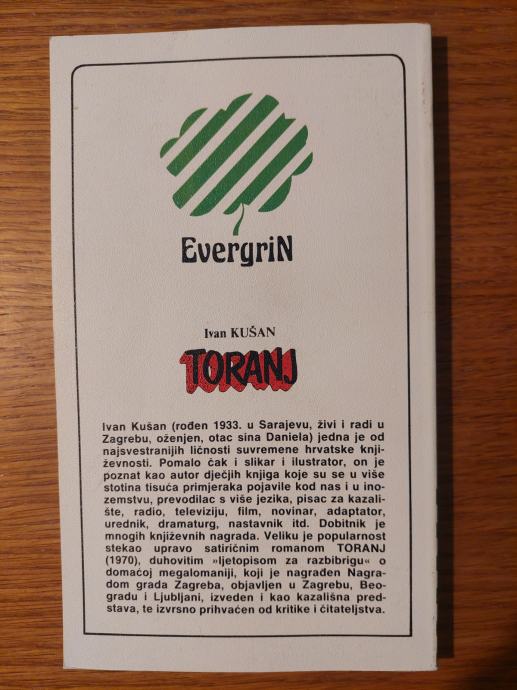 EvergriN
Ivan KUŠAN
TORANJ
Ivan Kušan (rođen 1933. u Sarajevu, živi i radi u
Zagrebu, oženjen, otac sina Daniela) jedna je od
najsvestranijih ličnosti suvremene hrvatske knji-
ževnosti. Pomalo čak i slikar i ilustrator, on je
poznat kao autor dječjih knjiga koje su se u više
stotina tisuća primjeraka pojavile kod nas i u ino-
zemstvu, prevodilac s više jezika, pisac za kazali-
šte, radio, televiziju, film, novinar, adaptator,
urednik, dramaturg, nastavnik itd. Dobitnik je
mnogih književnih nagrada. Veliku je popularnost
stekao upravo satiričnim romanom TORANJ
(1970), duhovitim »ljetopisom za razbibrigu« o
domaćoj megalomaniji, koji je nagrađen Nagra-
dom grada Zagreba, objavljen u Zagrebu, Beo-
gradu i Ljubljani, izveden i kao kazališna pred-
stava, te izvrsno prihvaćen od kritike i čitateljstva.